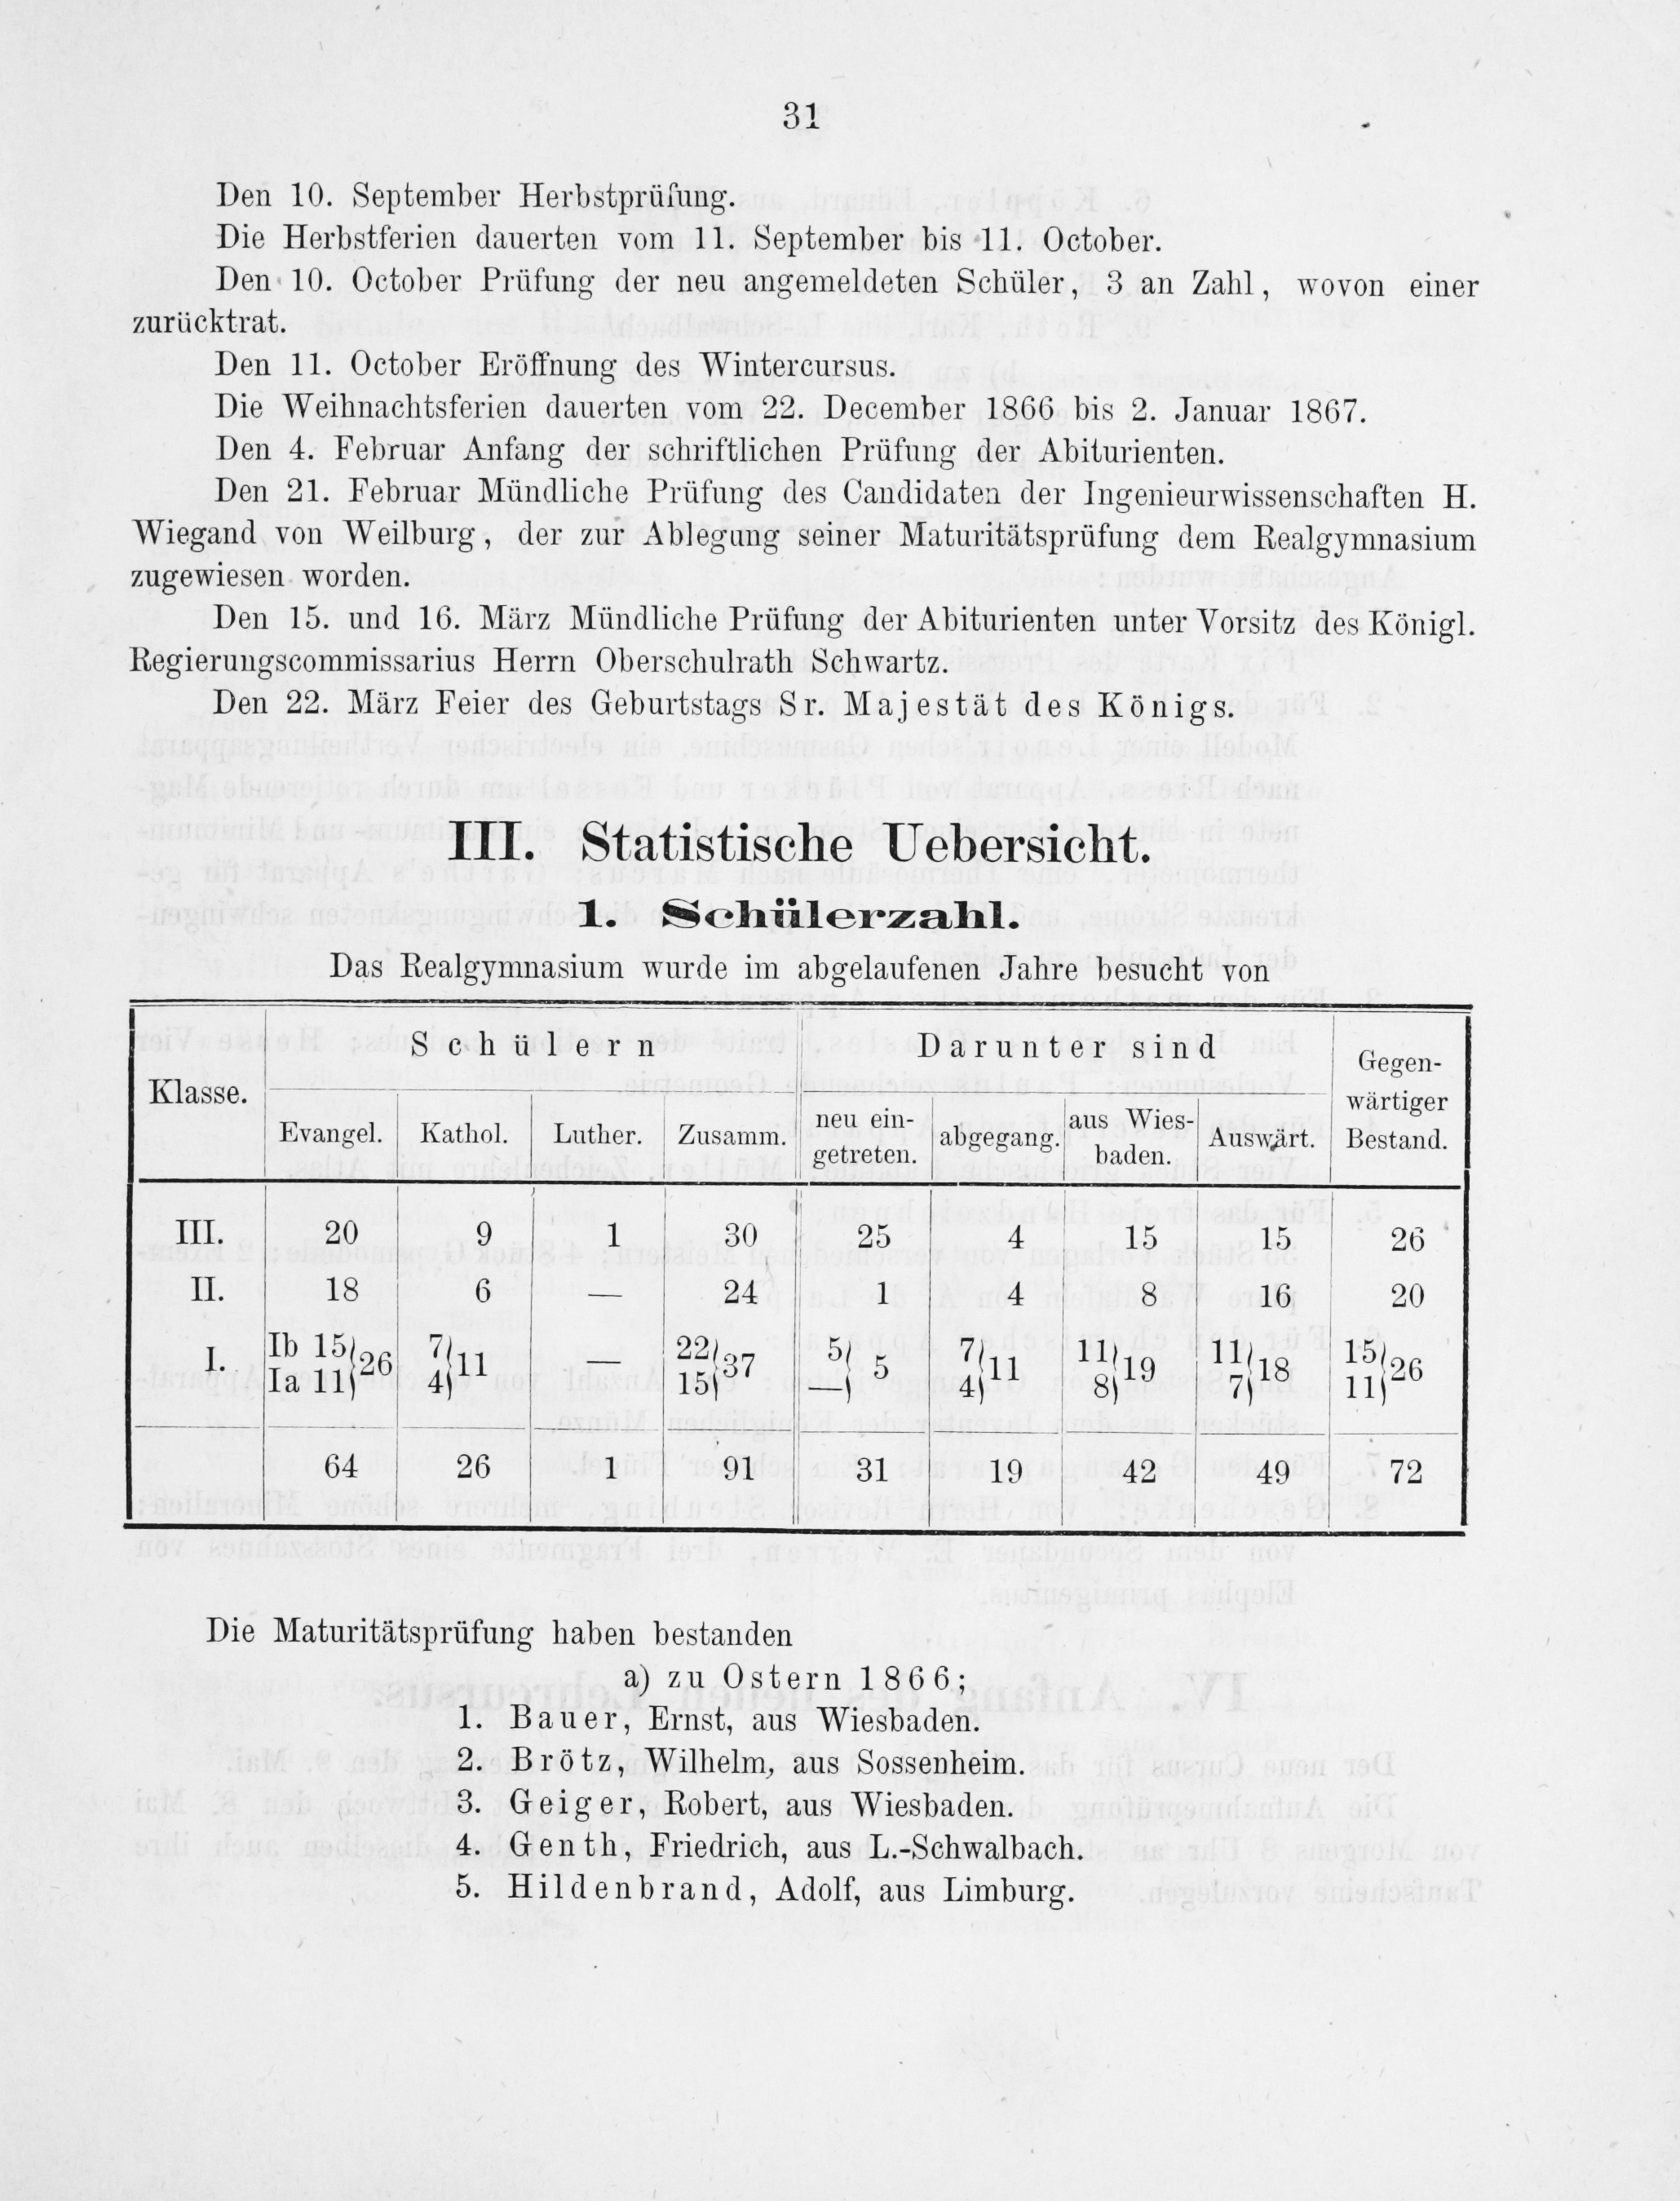 31
Den 10. September Herbstprüfung.
Die Herbstferien dauerten vom 11. September bis 11. October.
Den 10. October Prüfung der neu angemeldeten Schüler, 3 an Zahl, wovon einer
zurücktrat.
Den 11. October Eröffnung des Wintercursus.
Die Weihnachtsferien dauerten vom 22. December 1866 bis 2. Januar 1867.
Den 4. Februar Anfang der schriftlichen Prüfung der Abiturienten.
Den 21. Februar Mündliche Prüfung des Candidaten der Ingenieurwissenschaften H.
Wiegand von Weilburg, der zur Ablegung seiner Maturitätsprüfung dem Realgymnasium
zugewiesen worden.
Den 15. und 16. März Mündliche Prüfung der Abiturienten unter Vorsitz des Königl.
Regierungscommissarius Herrn Oberschulrath Schwartz.
Den 22. März Feier des Geburtstags Sr. Majestät des Königs.
III. Statistische Uebersicht.
1. Schülerzahl.
Das Realgymnasium wurde im abgelaufenen Jahre besucht von
Klasse. Schülern Darunter sind Gegen-
wärtiger
Bestand.
Evangel. Kathol. Luther. Zusamm. neu ein-
getreten. abgegang. aus Wies-
baden. Auswärt.
III. 20 9 1 30 25 4 15 15 26
II. 18 6 — 24 1 4 8 16 20
I. Ib 15 } 26 7 } 11 — 22 } 37 5 } 5 7 } 11 11 } 19 11 } 18 15 } 26
Ia 11 4 15 — 4 8 7 11
64 26 1 91 31 19 42 49 72
Die Maturitätsprüfung haben bestanden
a) zu Ostern 1866;
1. Bauer, Ernst, aus Wiesbaden.
2. Brötz, Wilhelm, aus Sossenheim.
3. Geiger, Robert, aus Wiesbaden.
4. Genth, Friedrich, aus L.-Schwalbach.
5. Hildenbrand, Adolf, aus Limburg.